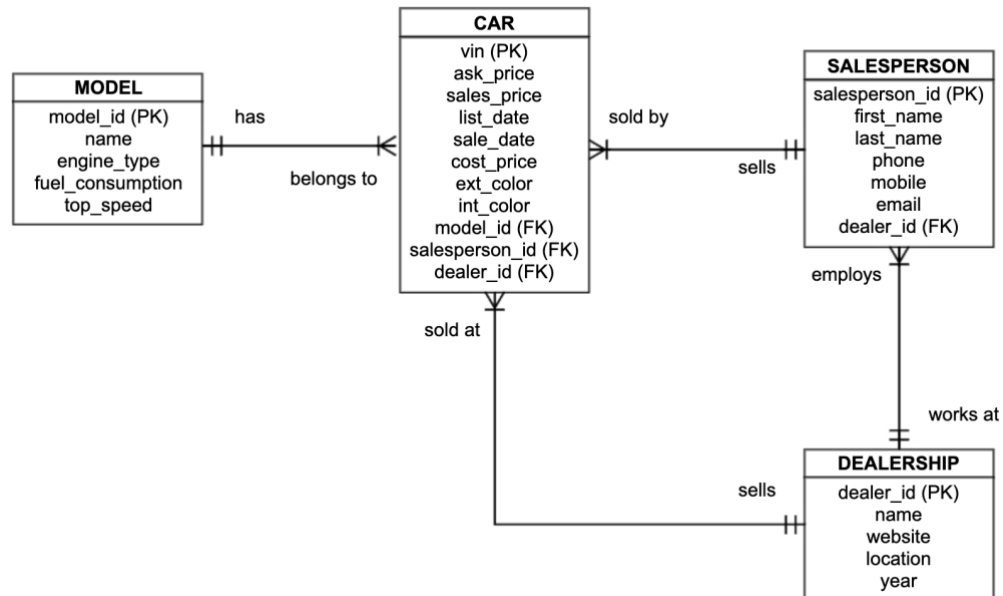 MODEL
model_id (PK)
name
engine_type
fuel_consumption
top_speed
has
belongs to
CAR
vin (PK)
ask_price
sales_price
list_date
sale_date
cost_price
ext_color
int_color
model_id (FK)
salesperson_id (FK)
dealer_id (FK)
sold by
sells
SALESPERSON
salesperson_id (PK)
first_name
last_name
phone
mobile
email
dealer_id (FK)
employs
works at
sold at
sells
DEALERSHIP
dealer_id (PK)
name
website
location
year